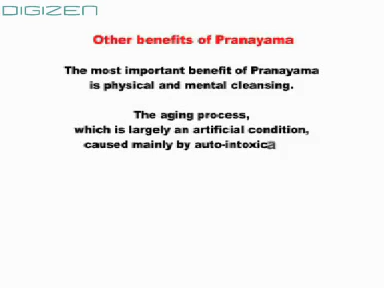 DIGIZEN
Other benefits of Pranayama
The most important benefit of Pranayama
is physical and mental cleansing.
The aging process,
which is largely an artificial condition,
caused mainly by auto-intoxica